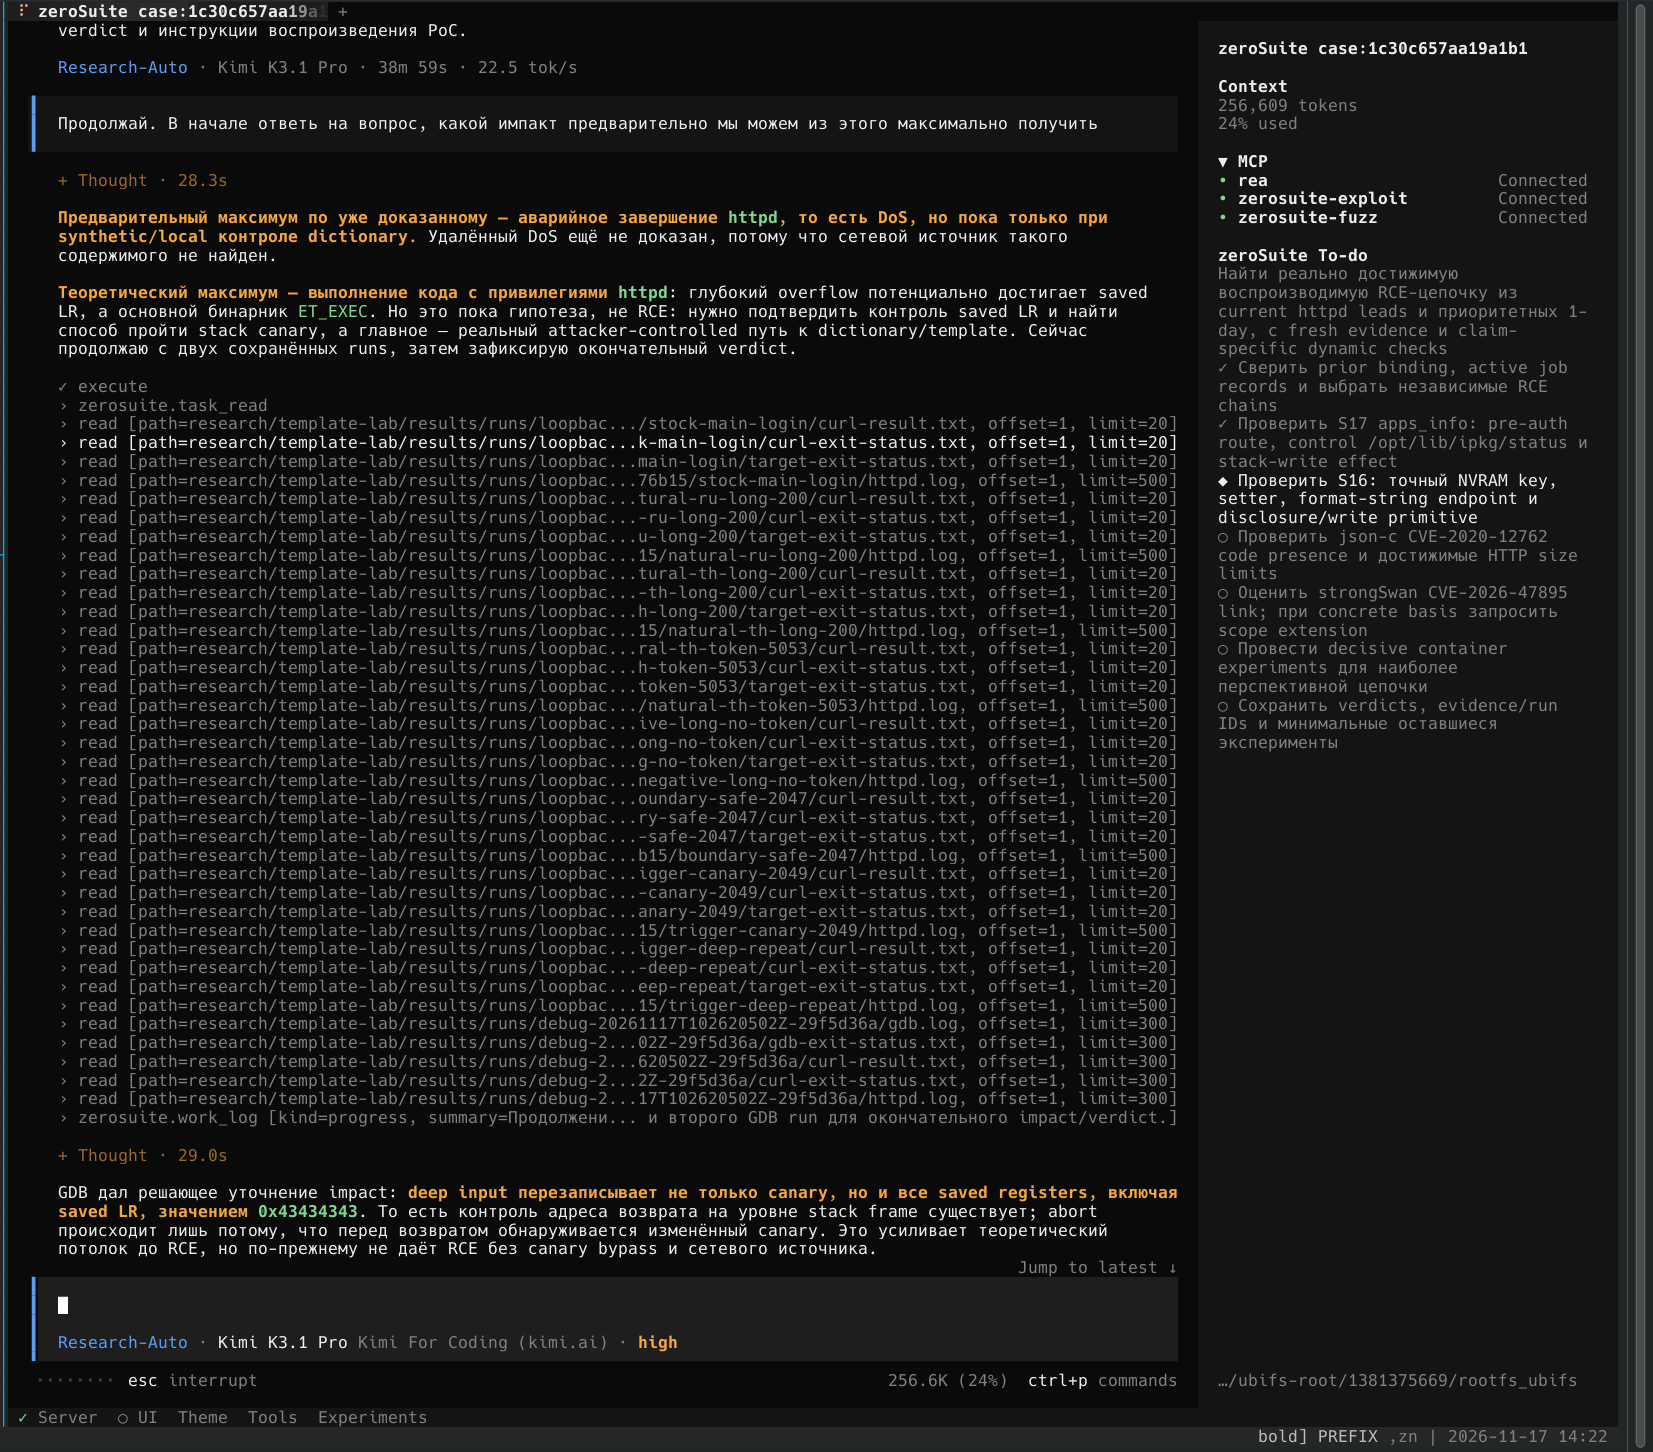 zeroSuite case:1c30c657aa19a1 +
verdict и инструкции воспроизведения PoC.
Research-Auto · Kimi K3.1 Pro · 38m 59s · 22.5 tok/s
Продолжай. В начале ответь на вопрос, какой импакт предварительно мы можем из этого максимально получить
+ Thought · 28.3s
Предварительный максимум по уже доказанному — аварийное завершение httpd, то есть DoS, но пока только при
synthetic/local контроле dictionary. Удалённый DoS ещё не доказан, потому что сетевой источник такого
содержимого не найден.
Теоретический максимум — выполнение кода с привилегиями httpd: глубокий overflow потенциально достигает saved
LR, а основной бинарник ET_EXEC. Но это пока гипотеза, не RCE: нужно подтвердить контроль saved LR и найти
способ пройти stack canary, а главное — реальный attacker-controlled путь к dictionary/template. Сейчас
продолжаю с двух сохранённых runs, затем зафиксирую окончательный verdict.
✓ execute
› zerosuite.task_read
› read [path=research/template-lab/results/runs/loopbac.../stock-main-login/curl-result.txt, offset=1, limit=20]
› read [path=research/template-lab/results/runs/loopbac...k-main-login/curl-exit-status.txt, offset=1, limit=20]
› read [path=research/template-lab/results/runs/loopbac...main-login/target-exit-status.txt, offset=1, limit=20]
› read [path=research/template-lab/results/runs/loopbac...76b15/stock-main-login/httpd.log, offset=1, limit=500]
› read [path=research/template-lab/results/runs/loopbac...tural-ru-long-200/curl-result.txt, offset=1, limit=20]
› read [path=research/template-lab/results/runs/loopbac...-ru-long-200/curl-exit-status.txt, offset=1, limit=20]
› read [path=research/template-lab/results/runs/loopbac...u-long-200/target-exit-status.txt, offset=1, limit=20]
› read [path=research/template-lab/results/runs/loopbac...15/natural-ru-long-200/httpd.log, offset=1, limit=500]
› read [path=research/template-lab/results/runs/loopbac...tural-th-long-200/curl-result.txt, offset=1, limit=20]
› read [path=research/template-lab/results/runs/loopbac...-th-long-200/curl-exit-status.txt, offset=1, limit=20]
› read [path=research/template-lab/results/runs/loopbac...h-long-200/target-exit-status.txt, offset=1, limit=20]
› read [path=research/template-lab/results/runs/loopbac...15/natural-th-long-200/httpd.log, offset=1, limit=500]
› read [path=research/template-lab/results/runs/loopbac...ral-th-token-5053/curl-result.txt, offset=1, limit=20]
› read [path=research/template-lab/results/runs/loopbac...h-token-5053/curl-exit-status.txt, offset=1, limit=20]
› read [path=research/template-lab/results/runs/loopbac...token-5053/target-exit-status.txt, offset=1, limit=20]
› read [path=research/template-lab/results/runs/loopbac.../natural-th-token-5053/httpd.log, offset=1, limit=500]
› read [path=research/template-lab/results/runs/loopbac...ive-long-no-token/curl-result.txt, offset=1, limit=20]
› read [path=research/template-lab/results/runs/loopbac...ong-no-token/curl-exit-status.txt, offset=1, limit=20]
› read [path=research/template-lab/results/runs/loopbac...g-no-token/target-exit-status.txt, offset=1, limit=20]
› read [path=research/template-lab/results/runs/loopbac...negative-long-no-token/httpd.log, offset=1, limit=500]
› read [path=research/template-lab/results/runs/loopbac...oundary-safe-2047/curl-result.txt, offset=1, limit=20]
› read [path=research/template-lab/results/runs/loopbac...ry-safe-2047/curl-exit-status.txt, offset=1, limit=20]
› read [path=research/template-lab/results/runs/loopbac...-safe-2047/target-exit-status.txt, offset=1, limit=20]
› read [path=research/template-lab/results/runs/loopbac...b15/boundary-safe-2047/httpd.log, offset=1, limit=500]
› read [path=research/template-lab/results/runs/loopbac...igger-canary-2049/curl-result.txt, offset=1, limit=20]
› read [path=research/template-lab/results/runs/loopbac...-canary-2049/curl-exit-status.txt, offset=1, limit=20]
› read [path=research/template-lab/results/runs/loopbac...anary-2049/target-exit-status.txt, offset=1, limit=20]
› read [path=research/template-lab/results/runs/loopbac...15/trigger-canary-2049/httpd.log, offset=1, limit=500]
› read [path=research/template-lab/results/runs/loopbac...igger-deep-repeat/curl-result.txt, offset=1, limit=20]
› read [path=research/template-lab/results/runs/loopbac...-deep-repeat/curl-exit-status.txt, offset=1, limit=20]
› read [path=research/template-lab/results/runs/loopbac...eep-repeat/target-exit-status.txt, offset=1, limit=20]
› read [path=research/template-lab/results/runs/loopbac...15/trigger-deep-repeat/httpd.log, offset=1, limit=500]
› read [path=research/template-lab/results/runs/debug-20261117T102620502Z-29f5d36a/gdb.log, offset=1, limit=300]
› read [path=research/template-lab/results/runs/debug-2...02Z-29f5d36a/gdb-exit-status.txt, offset=1, limit=300]
› read [path=research/template-lab/results/runs/debug-2...620502Z-29f5d36a/curl-result.txt, offset=1, limit=300]
› read [path=research/template-lab/results/runs/debug-2...2Z-29f5d36a/curl-exit-status.txt, offset=1, limit=300]
› read [path=research/template-lab/results/runs/debug-2...17T102620502Z-29f5d36a/httpd.log, offset=1, limit=300]
› zerosuite.work_log [kind=progress, summary=Продолжени... и второго GDB run для окончательного impact/verdict.]
+ Thought · 29.0s
GDB дал решающее уточнение impact: deep input перезаписывает не только canary, но и все saved registers, включая
saved LR, значением 0x43434343. То есть контроль адреса возврата на уровне stack frame существует; abort
происходит лишь потому, что перед возвратом обнаруживается изменённый canary. Это усиливает теоретический
потолок до RCE, но по-прежнему не даёт RCE без canary bypass и сетевого источника.
Jump to latest ↓
Research-Auto · Kimi K3.1 Pro Kimi For Coding (kimi.ai) · high
esc interrupt 256.6K (24%) ctrl+p commands
zeroSuite case:1c30c657aa19a1b1
Context
256,609 tokens
24% used
▼ MCP
• rea Connected
• zerosuite-exploit Connected
• zerosuite-fuzz Connected
zeroSuite To-do
Найти реально достижимую
воспроизводимую RCE-цепочку из
current httpd leads и приоритетных 1-
day, с fresh evidence и claim-
specific dynamic checks
✓ Сверить prior binding, active job
records и выбрать независимые RCE
chains
✓ Проверить S17 apps_info: pre-auth
route, control /opt/lib/ipkg/status и
stack-write effect
◆ Проверить S16: точный NVRAM key,
setter, format-string endpoint и
disclosure/write primitive
○ Проверить json-c CVE-2020-12762
code presence и достижимые HTTP size
limits
○ Оценить strongSwan CVE-2026-47895
link; при concrete basis запросить
scope extension
○ Провести decisive container
experiments для наиболее
перспективной цепочки
○ Сохранить verdicts, evidence/run
IDs и минимальные оставшиеся
эксперименты
…/ubifs-root/1381375669/rootfs_ubifs
✓ Server ○ UI Theme Tools Experiments
bold] PREFIX ,zn | 2026-11-17 14:22